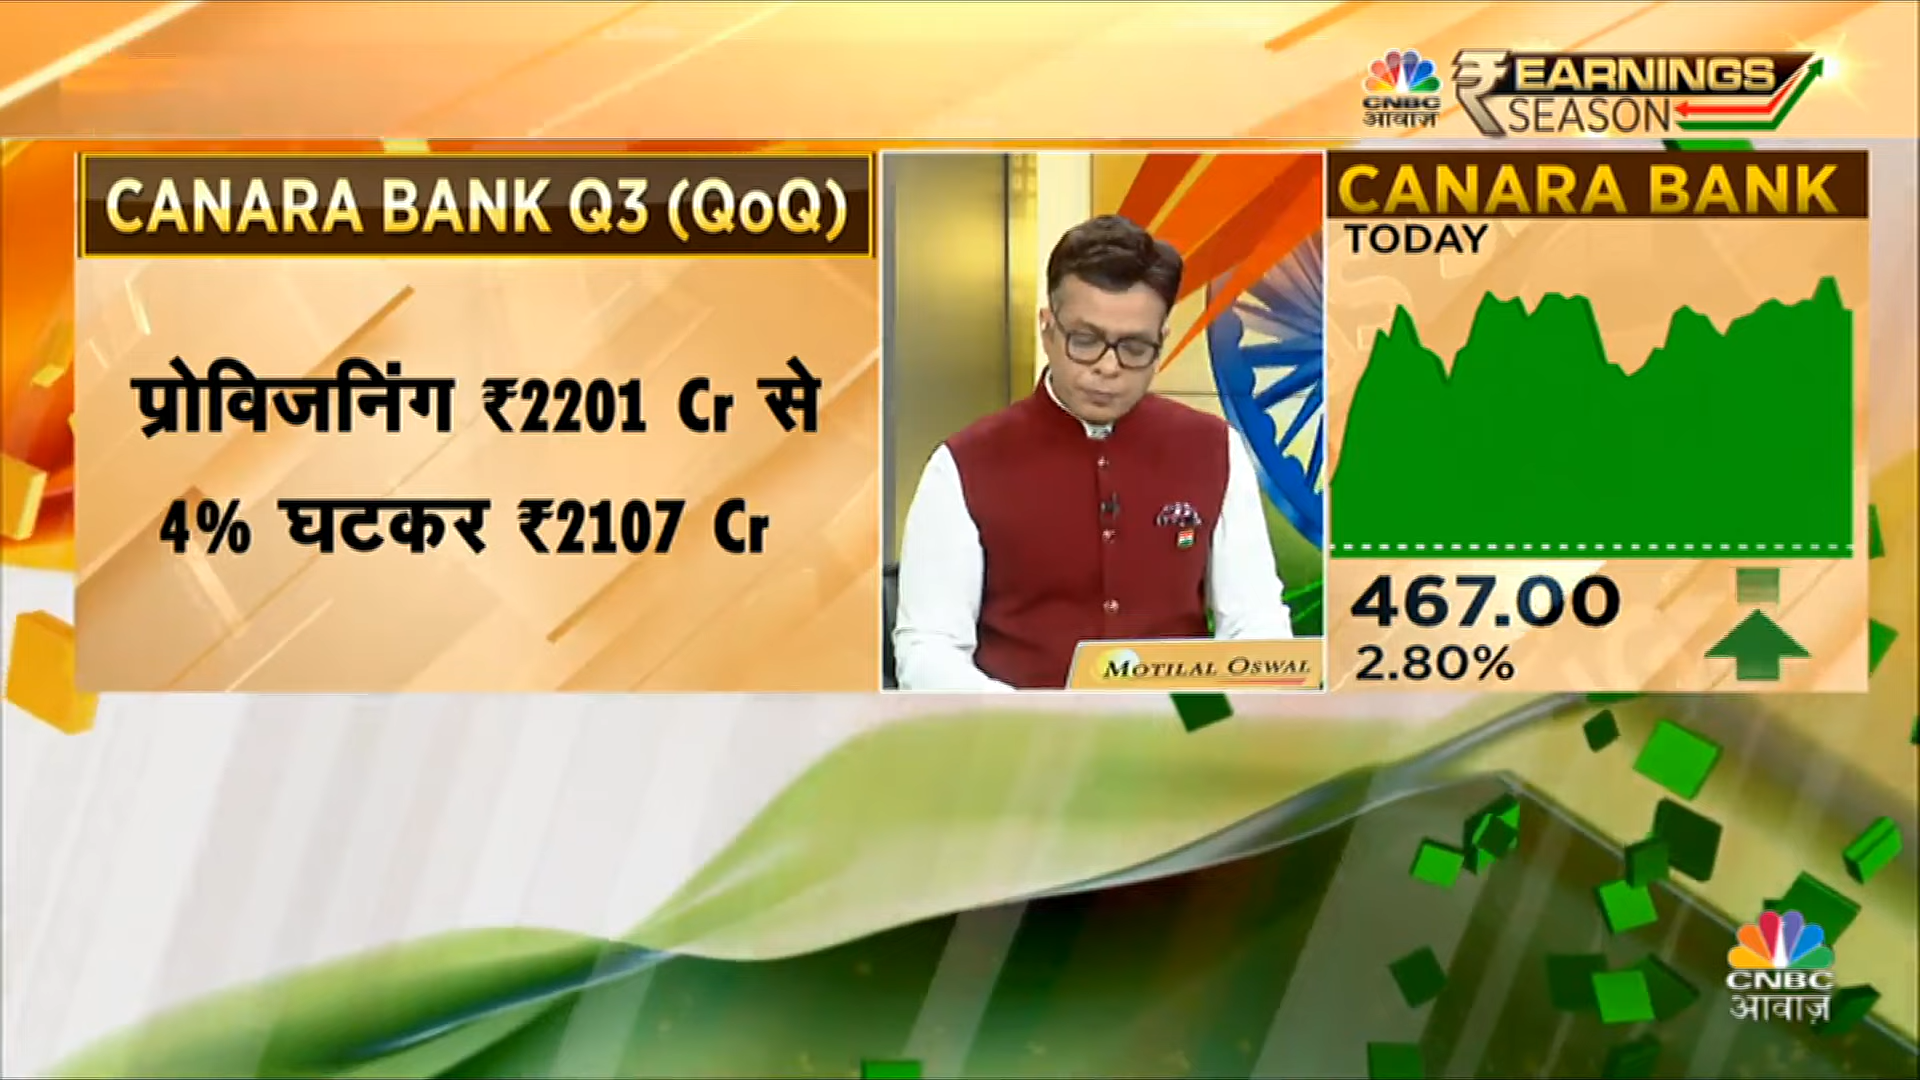 CNBC
आवाज़
₹ EARNINGS
SEASON
CANARA BANK Q3 (QoQ)
प्रोविजनिंग ₹2201 Cr से
4% घटकर ₹2107 Cr
MOTILAL OSWAL
CANARA BANK
TODAY
467.00
2.80%
CNBC
आवाज़